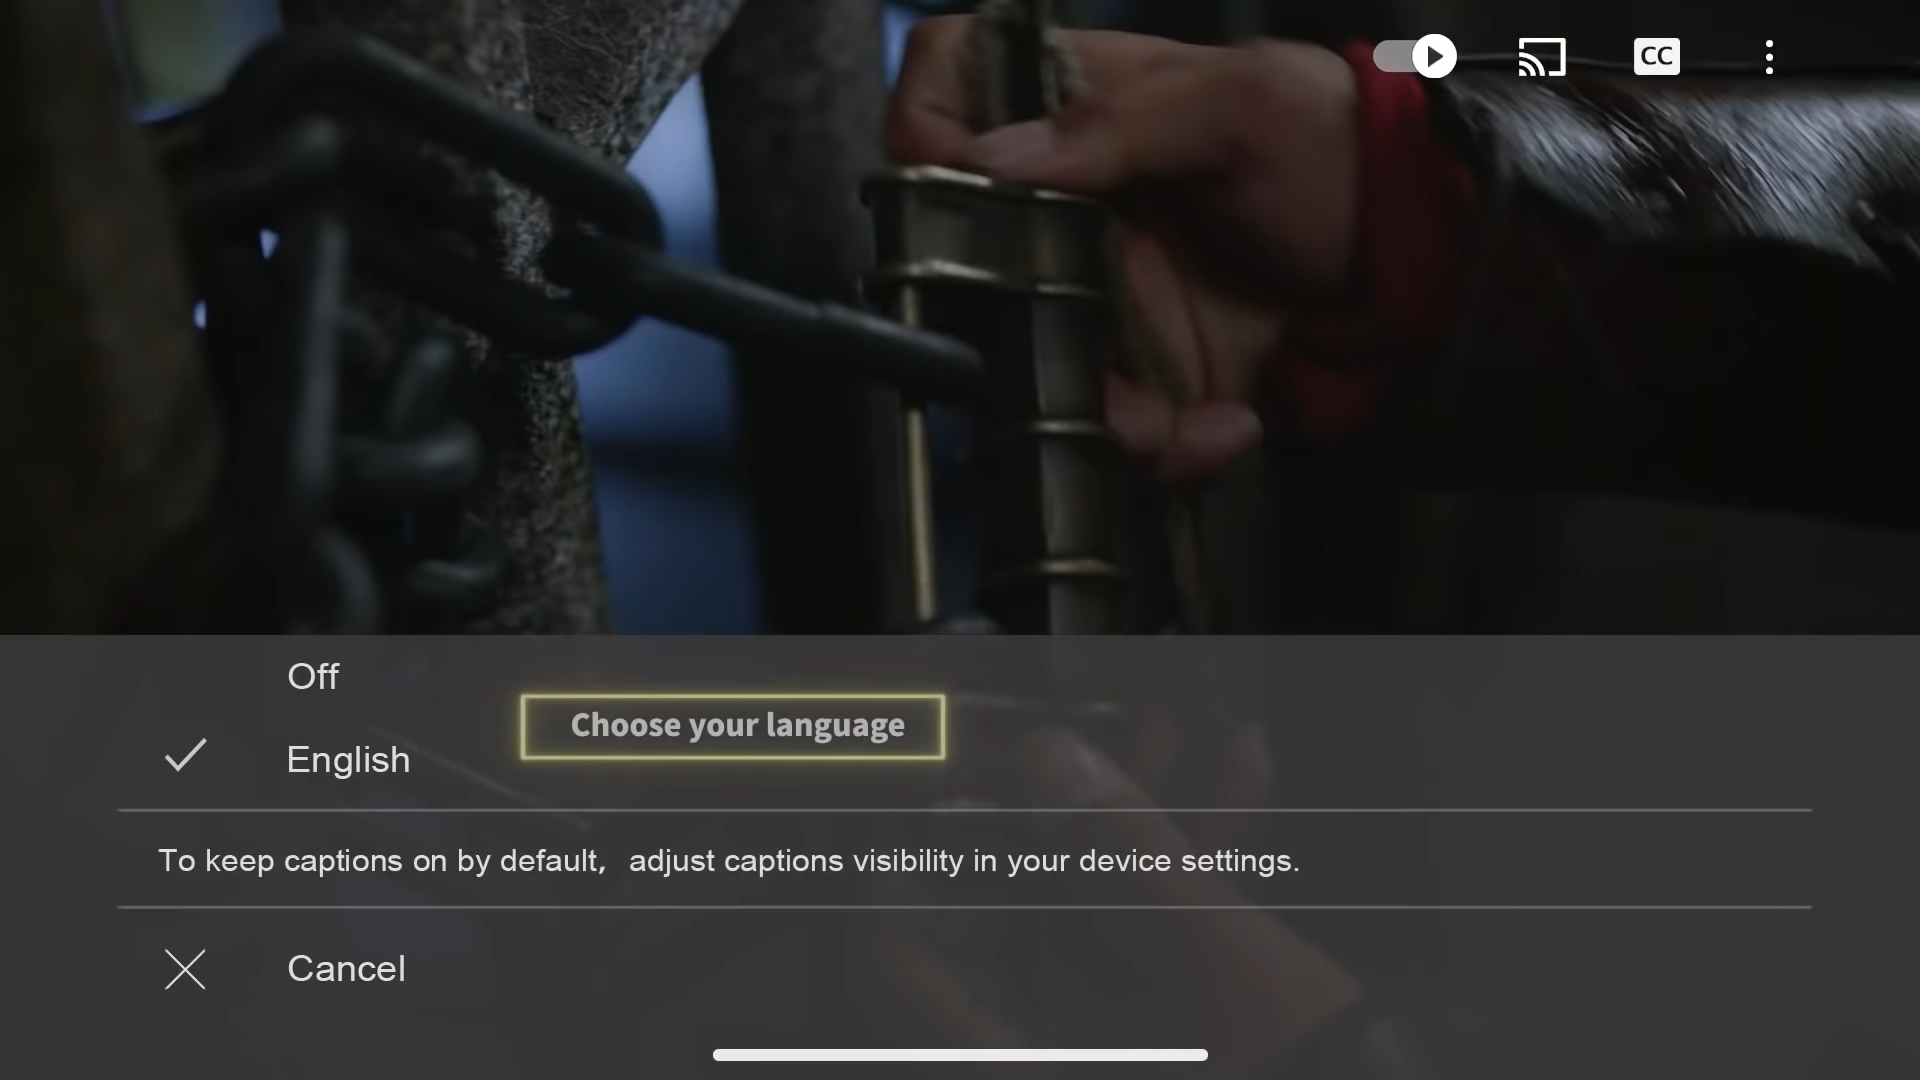 CC
Off
Choose your language
English
To keep captions on by default, adjust captions visibility in your device settings.
Cancel